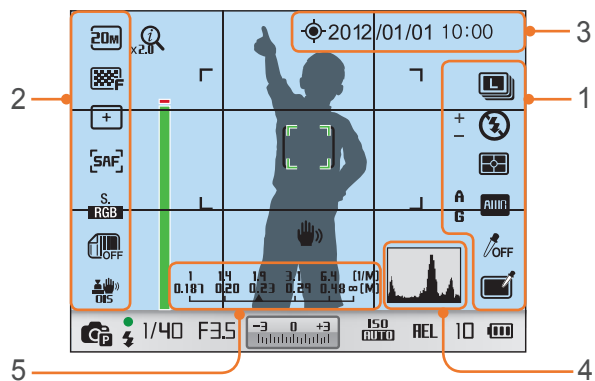 3
2012/01/01 10:00
20M
i
x2.0
2
F
1
L
+
−
+
SAF
S.
RGB
A
G
AWB
OFF
OFF
OIS
1 1.4 1.9 3.1 6.4 (1/M)
0.187 0.20 0.23 0.29 0.48 ∞ (M)
P
1/40 F3.5
-3 0 +3
ISO
AUTO
AEL
10
5
4